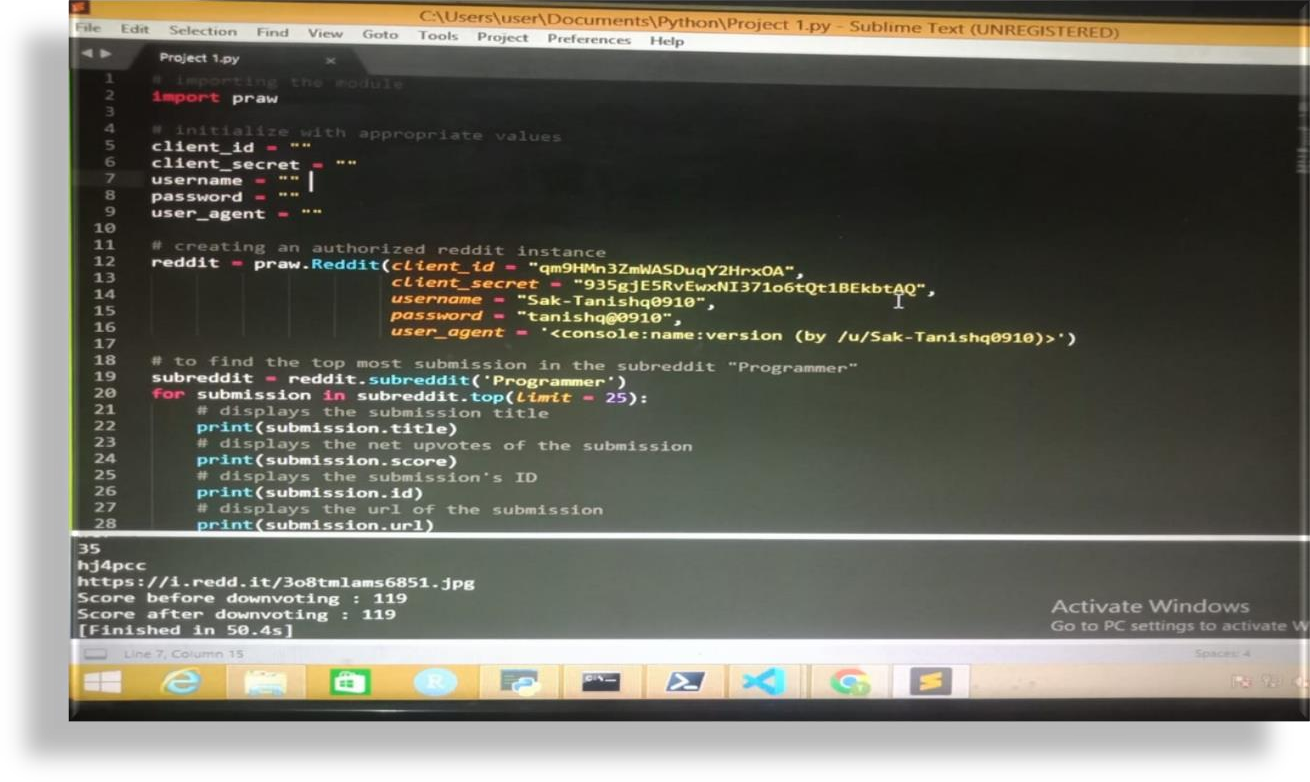 C:\Users\user\Documents\Python\Project 1.py - Sublime Text (UNREGISTERED)
File Edit Selection Find View Goto Tools Project Preferences Help
Project 1.py ×
1 # importing the module
2 import praw
3
4 # initialize with appropriate values
5 client_id = ""
6 client_secret = ""
7 username = ""
8 password = ""
9 user_agent = ""
10
11 # creating an authorized reddit instance
12 reddit = praw.Reddit(client_id = "qm9HMn3ZmWASDuqY2HrxOA",
13 client_secret = "935gjE5RvEwxNI371o6tQt1BEkbtAQ",
14 username = "Sak-Tanishq0910",
15 password = "tanishq@0910",
16 user_agent = '<console:name:version (by /u/Sak-Tanishq0910)>')
17
18 # to find the top most submission in the subreddit "Programmer"
19 subreddit = reddit.subreddit('Programmer')
20 for submission in subreddit.top(limit = 25):
21 # displays the submission title
22 print(submission.title)
23 # displays the net upvotes of the submission
24 print(submission.score)
25 # displays the submission's ID
26 print(submission.id)
27 # displays the url of the submission
28 print(submission.url)
35
hj4pcc
https://i.redd.it/3o8tmlams6851.jpg
Score before downvoting : 119
Score after downvoting : 119
[Finished in 50.4s]
Activate Windows
Go to PC settings to activate W
Line 7, Column 15
Spaces: 4